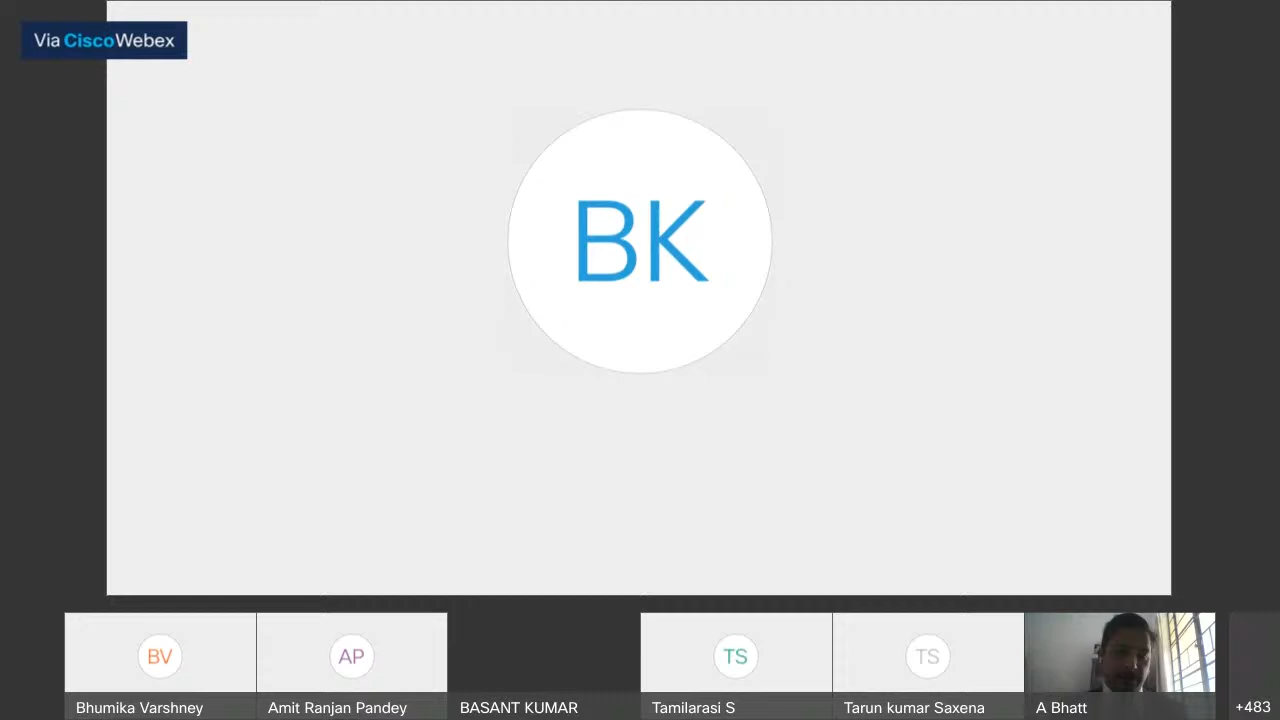 Via CiscoWebex
BK
BV
AP
TS
TS
Bhumika Varshney
Amit Ranjan Pandey
BASANT KUMAR
Tamilarasi S
Tarun kumar Saxena
A Bhatt
+483